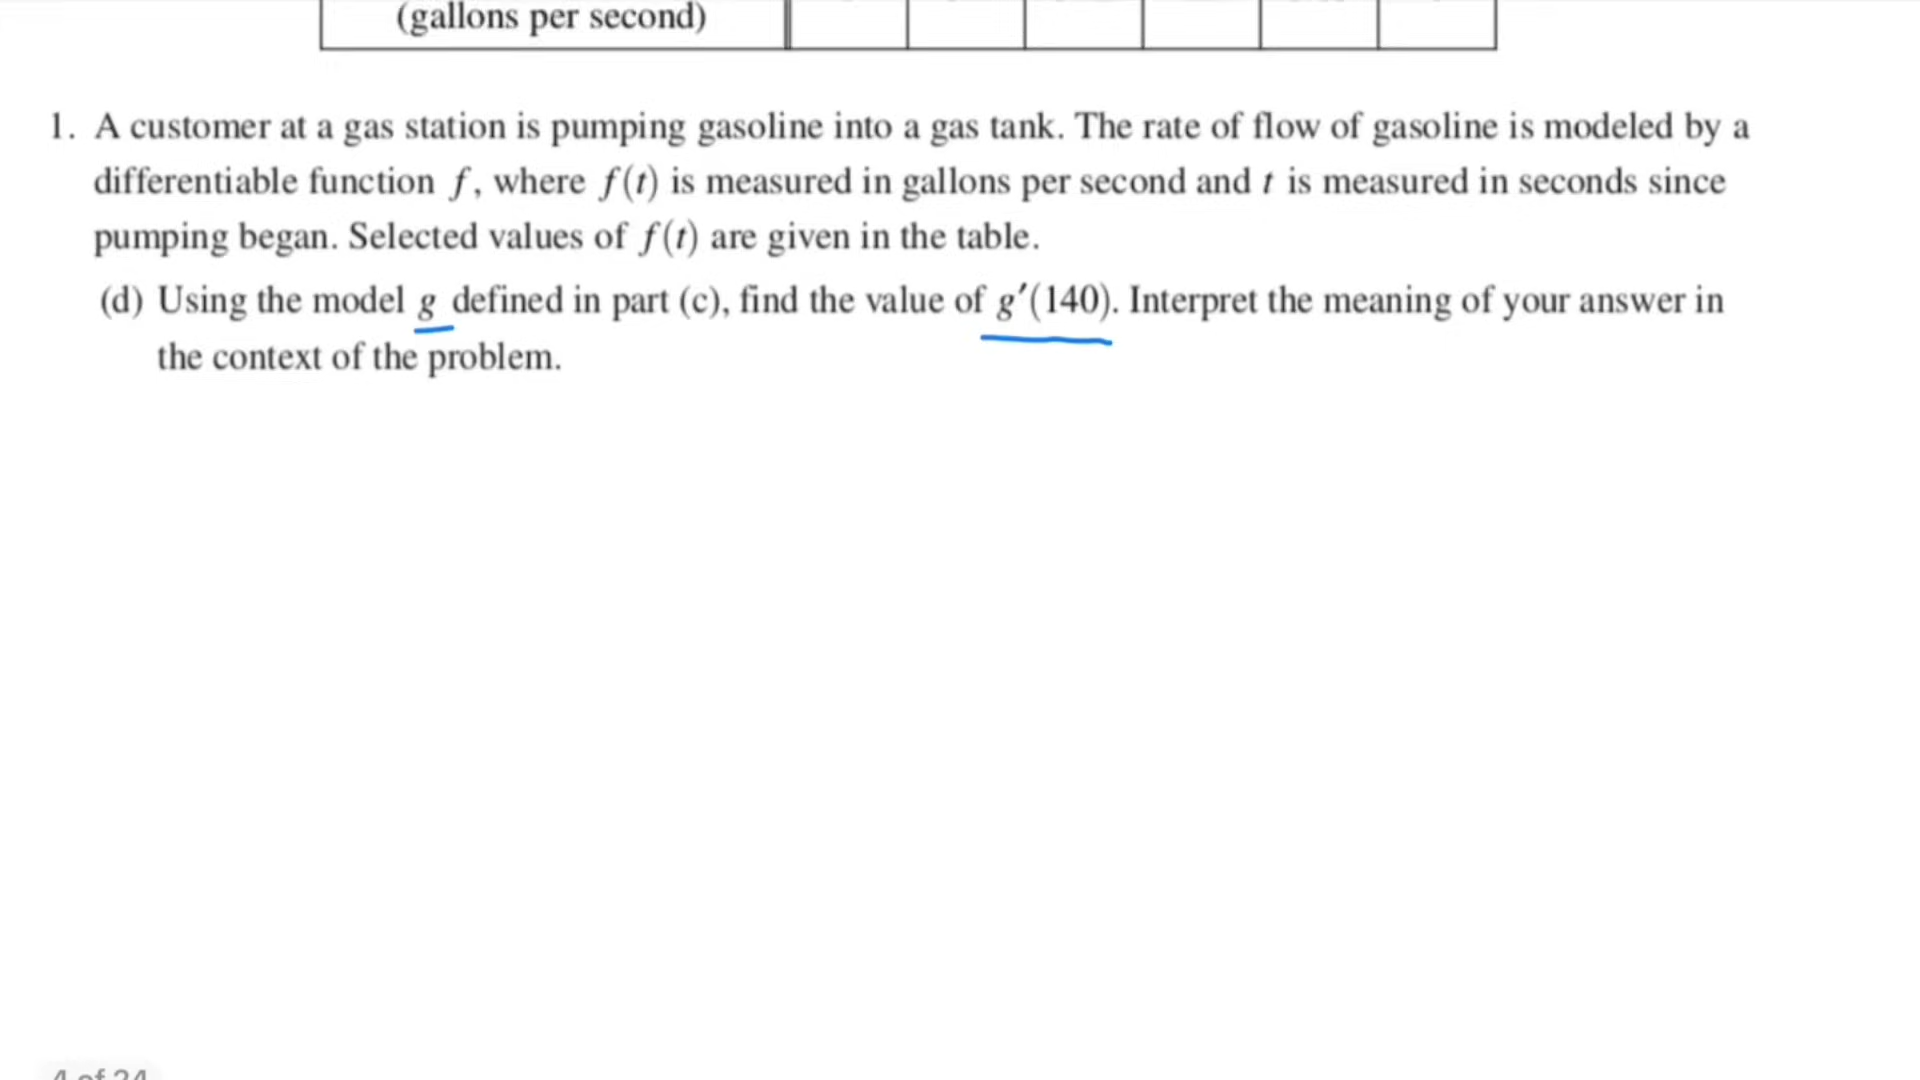 (gallons per second)
1. A customer at a gas station is pumping gasoline into a gas tank. The rate of flow of gasoline is modeled by a
differentiable function f, where f(t) is measured in gallons per second and t is measured in seconds since
pumping began. Selected values of f(t) are given in the table.
(d) Using the model g defined in part (c), find the value of g′(140). Interpret the meaning of your answer in
the context of the problem.
4 of 24